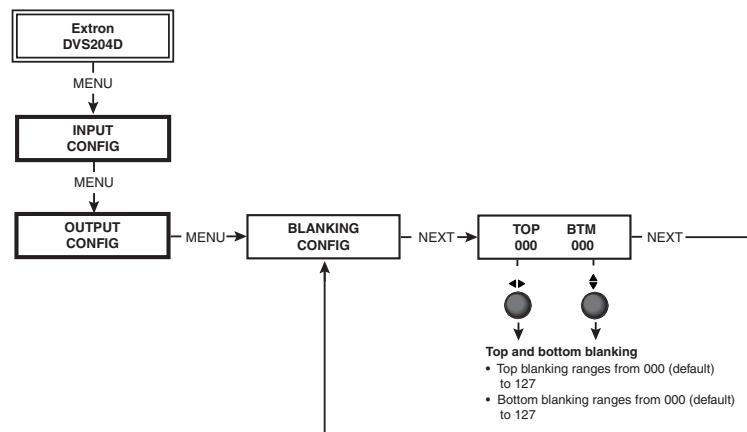 Extron
DVS204D
MENU
INPUT
CONFIG
MENU
OUTPUT
CONFIG
MENU
BLANKING
CONFIG
NEXT
TOP BTM
000 000
NEXT
Top and bottom blanking
• Top blanking ranges from 000 (default)
to 127
• Bottom blanking ranges from 000 (default)
to 127